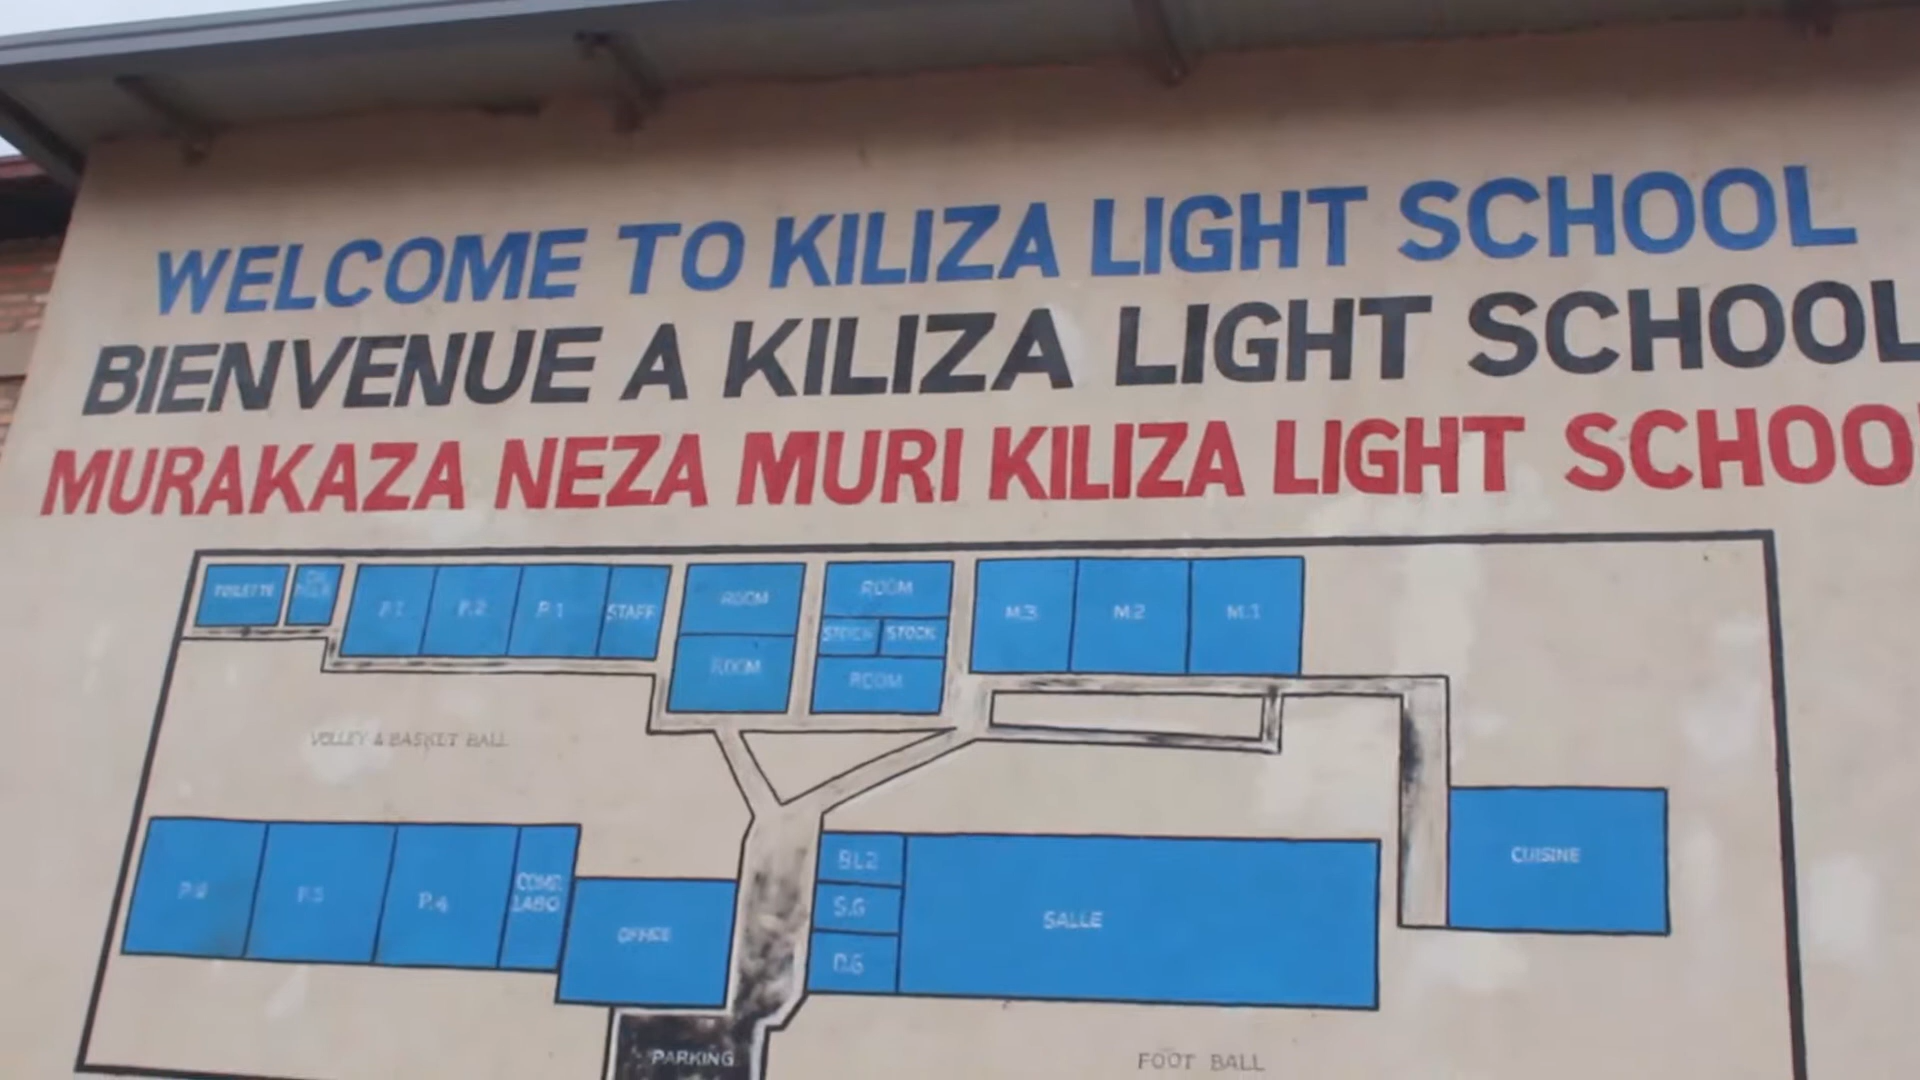 WELCOME TO KILIZA LIGHT SCHOOL
BIENVENUE A KILIZA LIGHT SCHOOL
MURAKAZA NEZA MURI KILIZA LIGHT SCHOO
TOILETTE
P.2 P.1 STAFF
ROOM
ROOM
ROOM
STOCK STOCK
ROOM
M.3 M.2 M.1
VOLLEY & BASKET BALL
P.4
COMP.
LABO
OFFICE
BL2
S.G
D.G
SALLE
CUISINE
PARKING
FOOT BALL